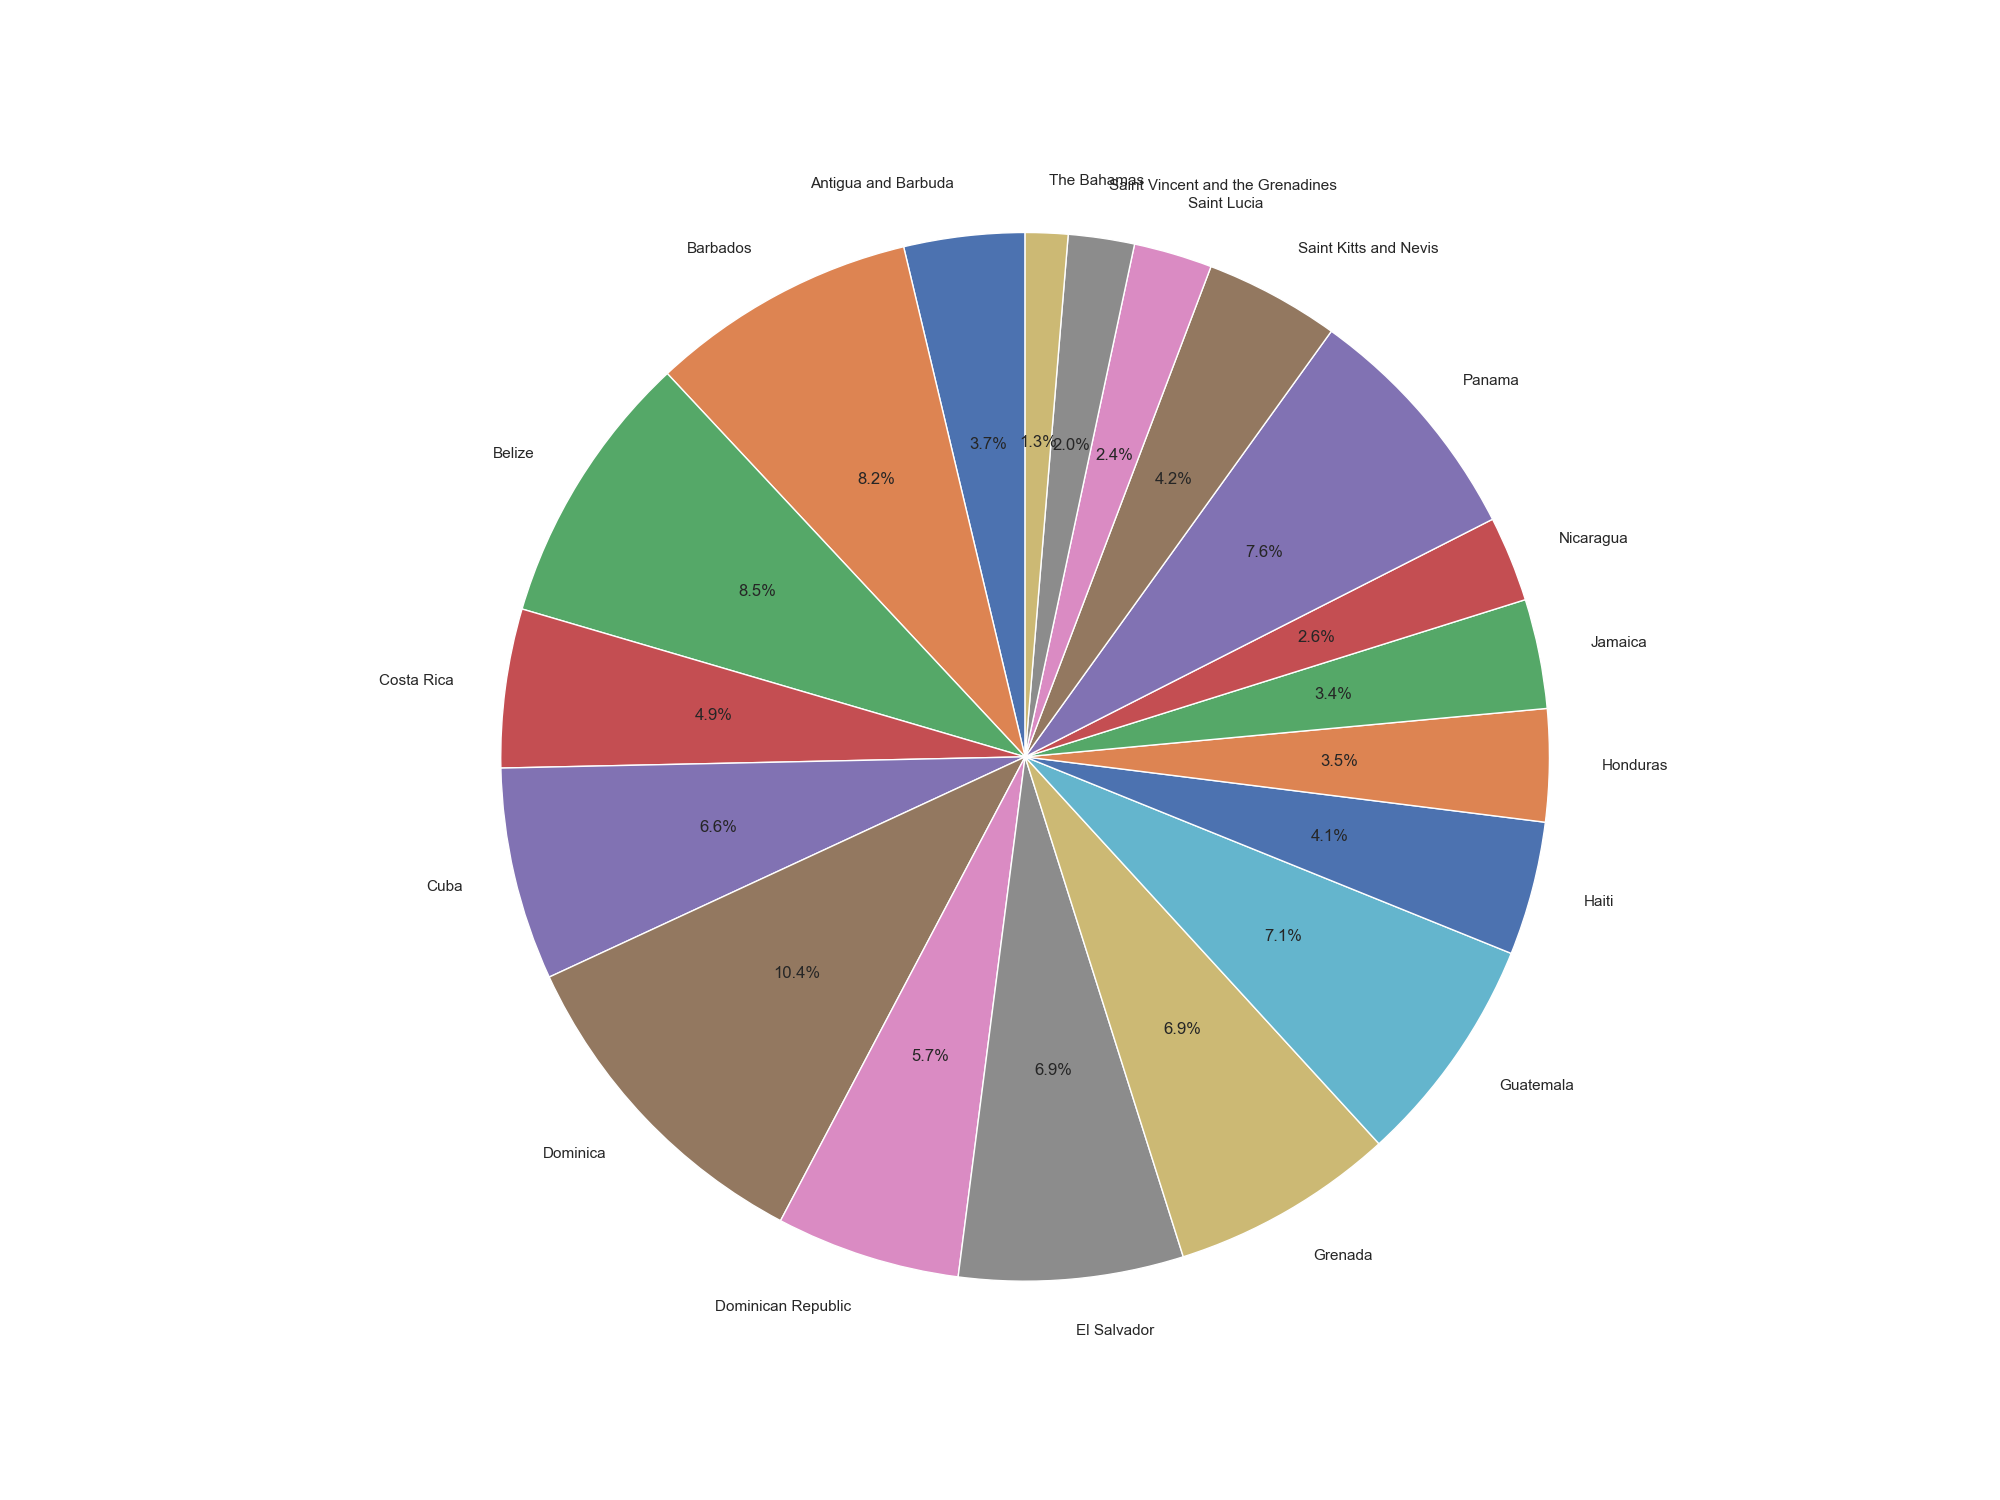 The Bahamas
Antigua and Barbuda
Saint Vincent and the Grenadines
Saint Lucia
Barbados
Saint Kitts and Nevis
Panama
1.3%
3.7%
2.0%
Belize
2.4%
8.2%
4.2%
Nicaragua
7.6%
8.5%
2.6%
Jamaica
Costa Rica
3.4%
4.9%
3.5%
Honduras
6.6%
4.1%
Cuba
Haiti
7.1%
10.4%
6.9%
5.7%
6.9%
Guatemala
Dominica
Grenada
Dominican Republic
El Salvador